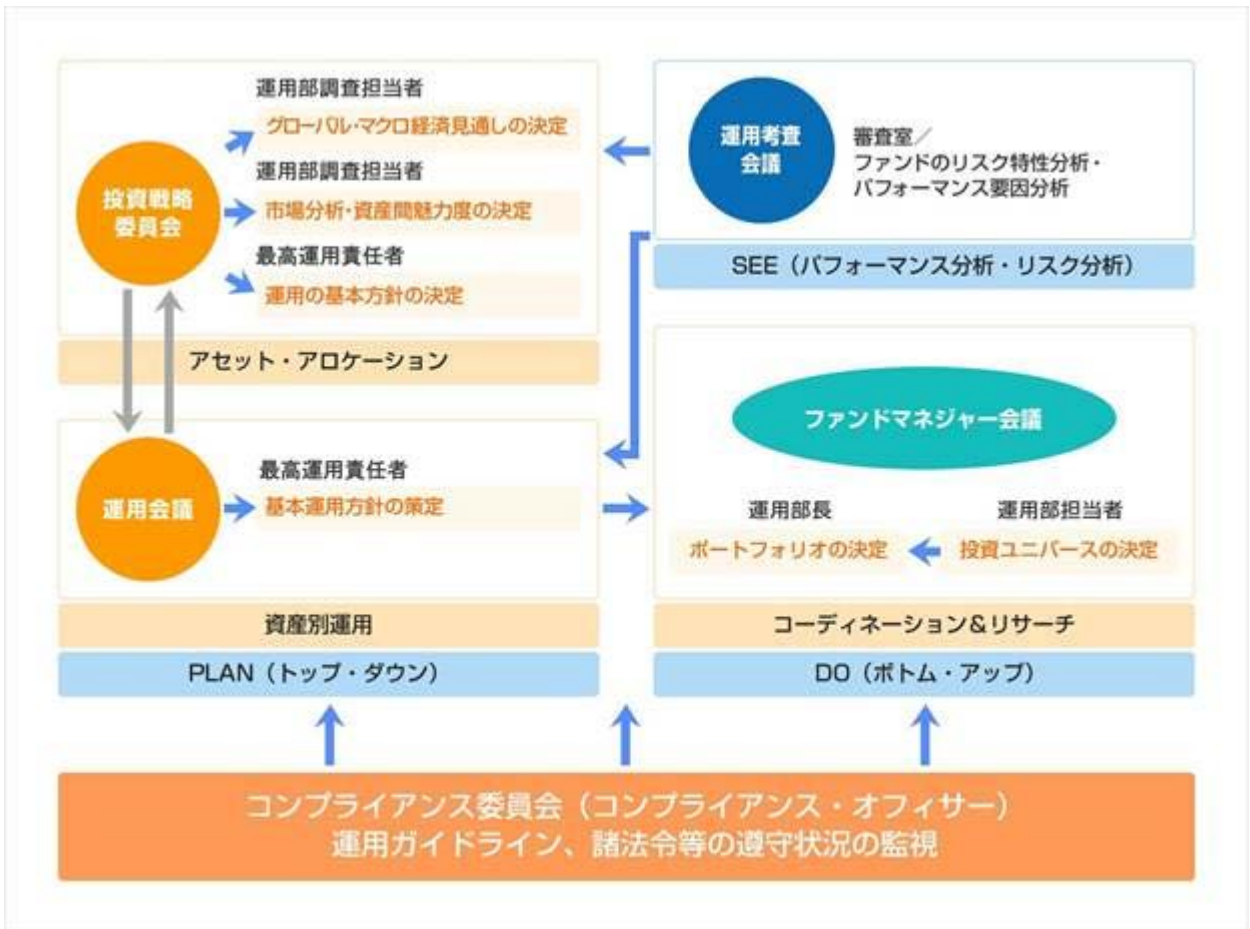 投資戦略
委員会
運用部調査担当者
グローバル・マクロ経済見通しの決定
運用部調査担当者
市場分析・資産間魅力度の決定
最高運用責任者
運用の基本方針の決定
アセット・アロケーション
運用考査
会議
審査室/
ファンドのリスク特性分析・
パフォーマンス要因分析
SEE(パフォーマンス分析・リスク分析)
運用会議
最高運用責任者
基本運用方針の策定
資産別運用
PLAN(トップ・ダウン)
ファンドマネジャー会議
運用部長
ポートフォリオの決定
運用部担当者
投資ユニバースの決定
コーディネーション&リサーチ
DO(ボトム・アップ)
コンプライアンス委員会(コンプライアンス・オフィサー)
運用ガイドライン、諸法令等の遵守状況の監視